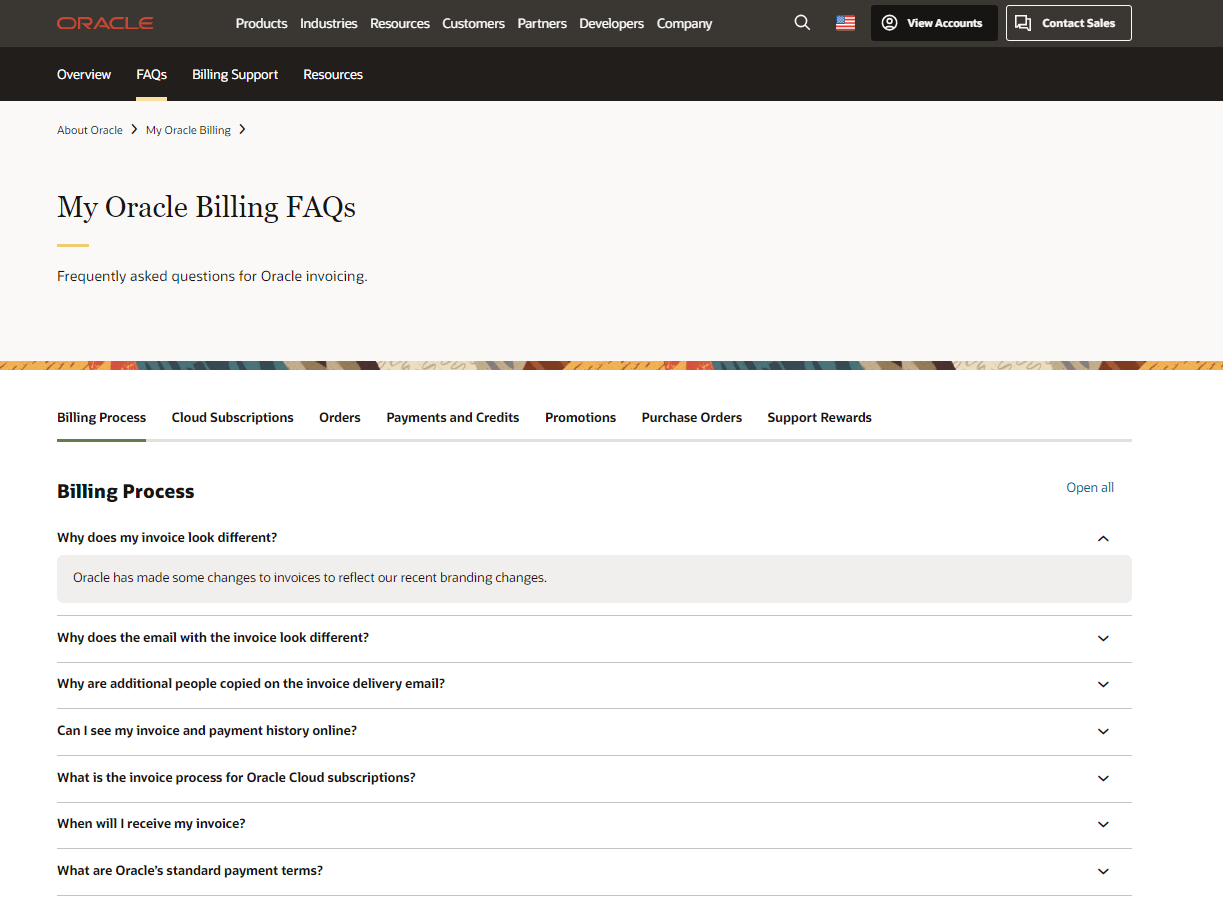 ORACLE Products Industries Resources Customers Partners Developers Company View Accounts Contact Sales
Overview FAQs Billing Support Resources
About Oracle My Oracle Billing
My Oracle Billing FAQs
Frequently asked questions for Oracle invoicing.
Billing Process Cloud Subscriptions Orders Payments and Credits Promotions Purchase Orders Support Rewards
Billing Process Open all
Why does my invoice look different?
Oracle has made some changes to invoices to reflect our recent branding changes.
Why does the email with the invoice look different?
Why are additional people copied on the invoice delivery email?
Can I see my invoice and payment history online?
What is the invoice process for Oracle Cloud subscriptions?
When will I receive my invoice?
What are Oracle's standard payment terms?